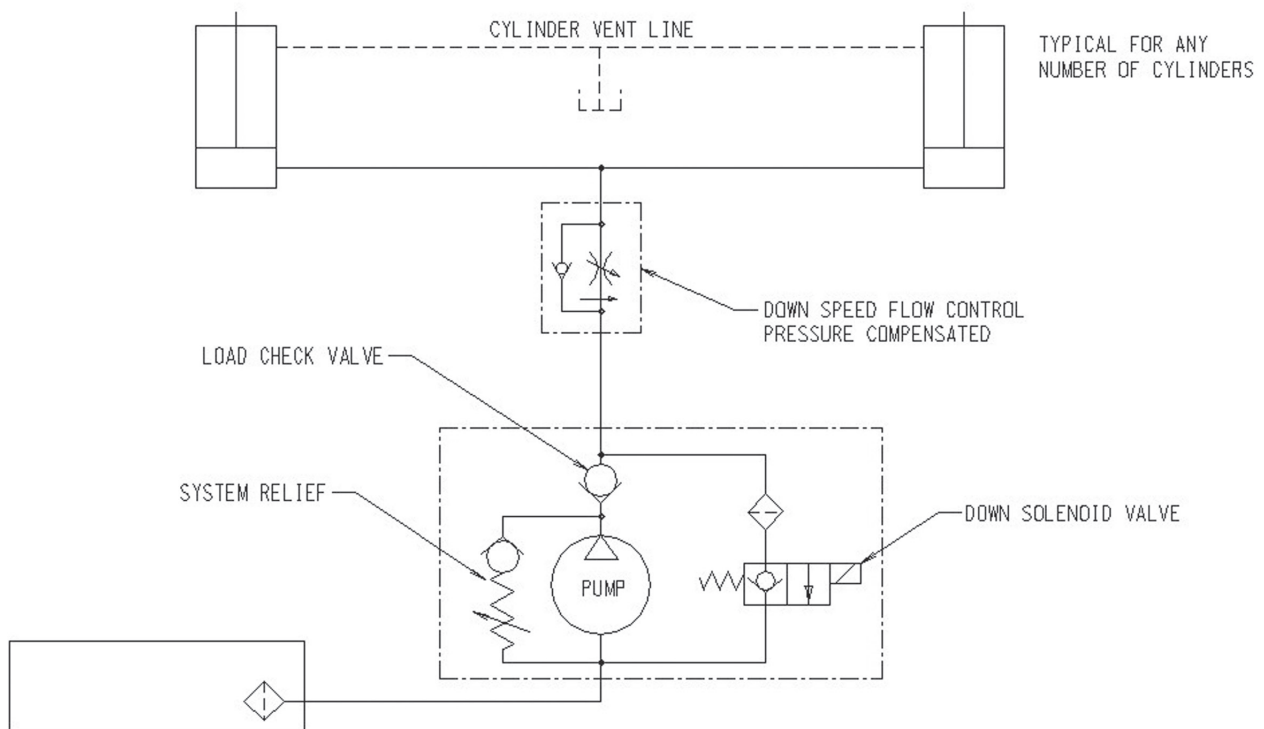 CYLINDER VENT LINE
TYPICAL FOR ANY
NUMBER OF CYLINDERS
DOWN SPEED FLOW CONTROL
PRESSURE COMPENSATED
LOAD CHECK VALVE
SYSTEM RELIEF
DOWN SOLENOID VALVE
PUMP